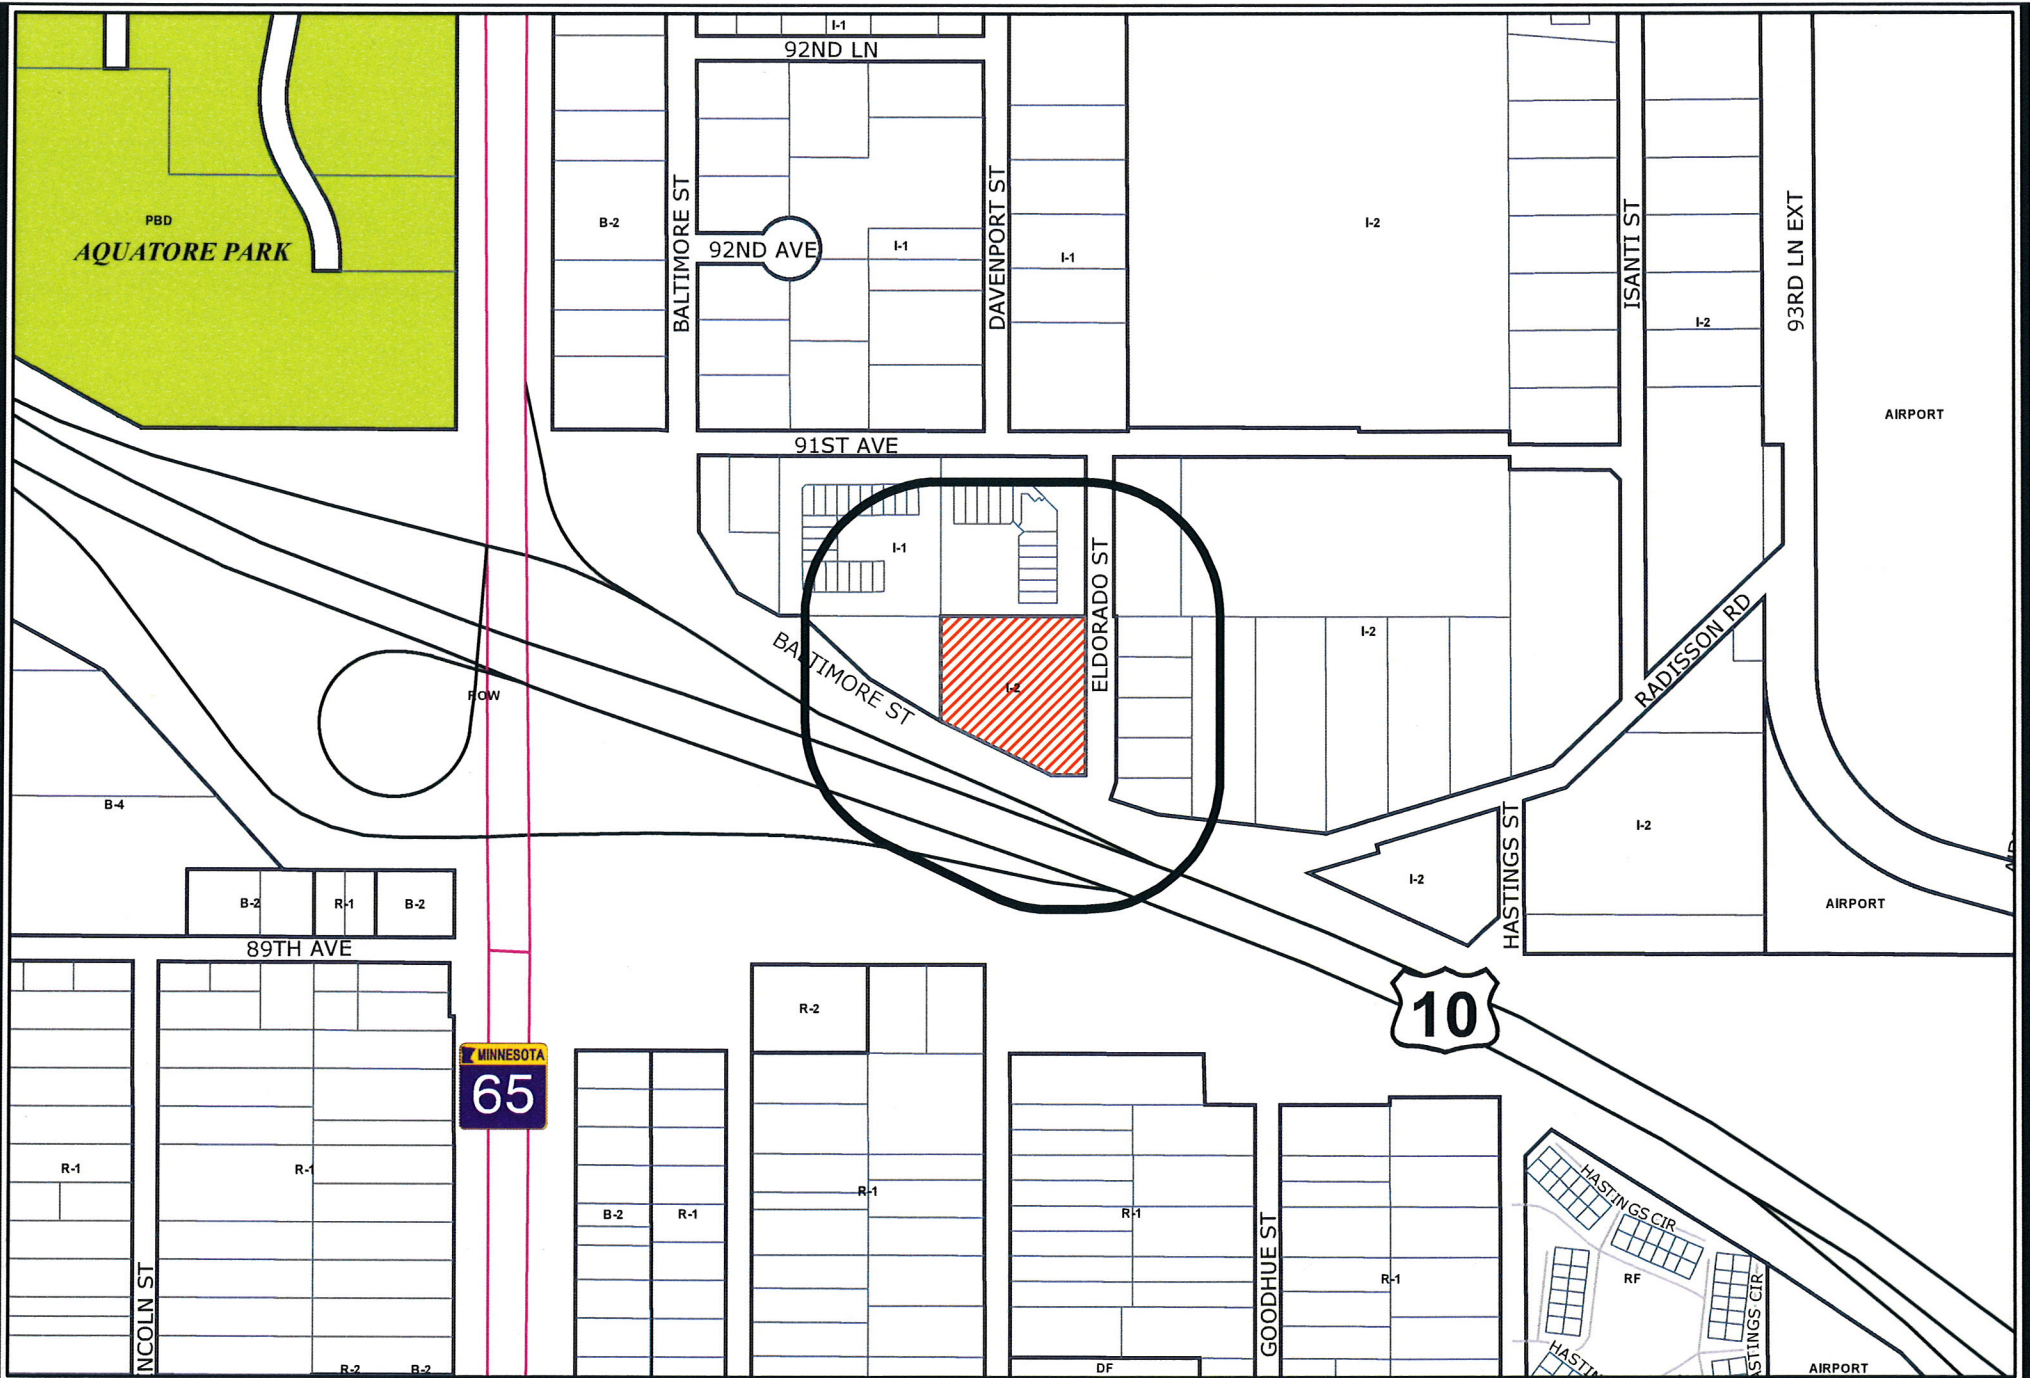 I-1
92ND LN
PBD
AQUATORE PARK
B-2
BALTIMORE ST
92ND AVE
I-1
DAVENPORT ST
I-1
I-2
ISANTI ST
I-2
93RD LN EXT
AIRPORT
91ST AVE
I-1
ELDORADO ST
I-2
RADISSON RD
BALTIMORE ST
I-2
ROW
B-4
I-2
HASTINGS ST
I-2
AIRPORT
B-2
R-1
B-2
89TH AVE
R-2
10
MINNESOTA
65
R-1
R-1
B-2
R-1
R-1
R-1
GOODHUE ST
R-1
HASTINGS CIR
RF
HASTINGS CIR
LINCOLN ST
R-2
B-2
DF
AIRPORT